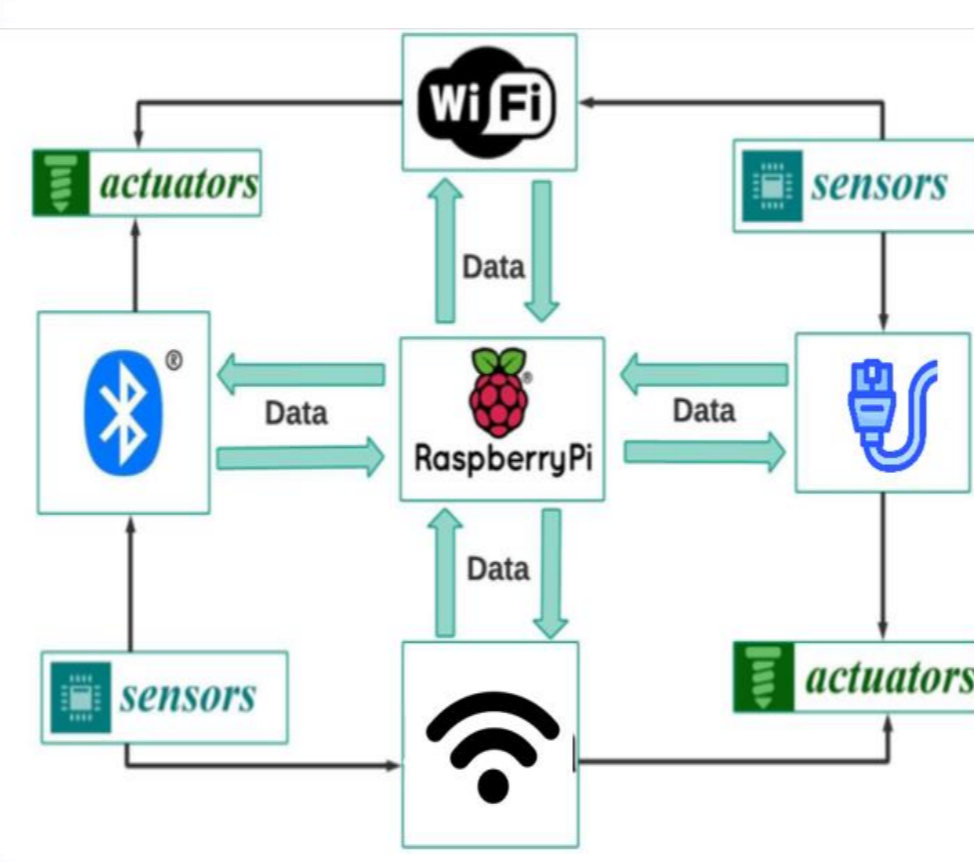 Wi Fi
actuators
sensors
Data
®
Data
®
RaspberryPi
Data
Data
sensors
actuators